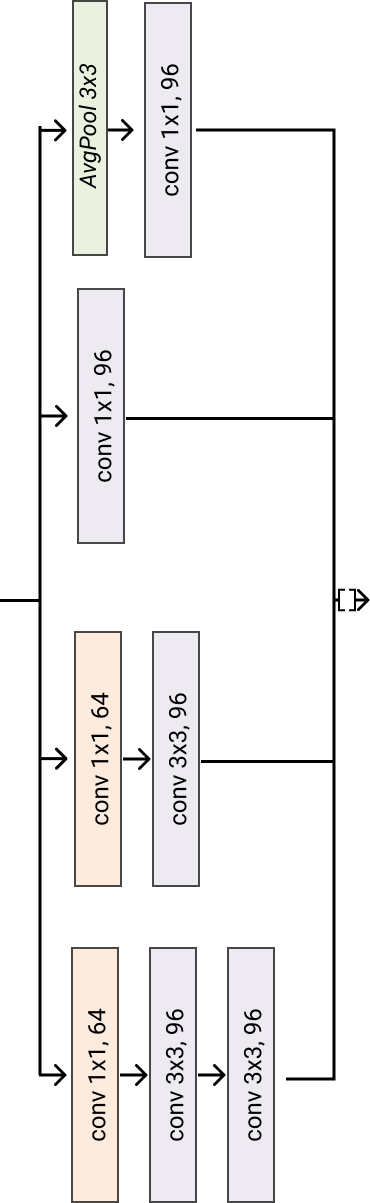 AvgPool 3x3
conv 1x1, 96
conv 1x1, 96
conv 1x1, 64
conv 3x3, 96
conv 1x1, 64
conv 3x3, 96
conv 3x3, 96
[]